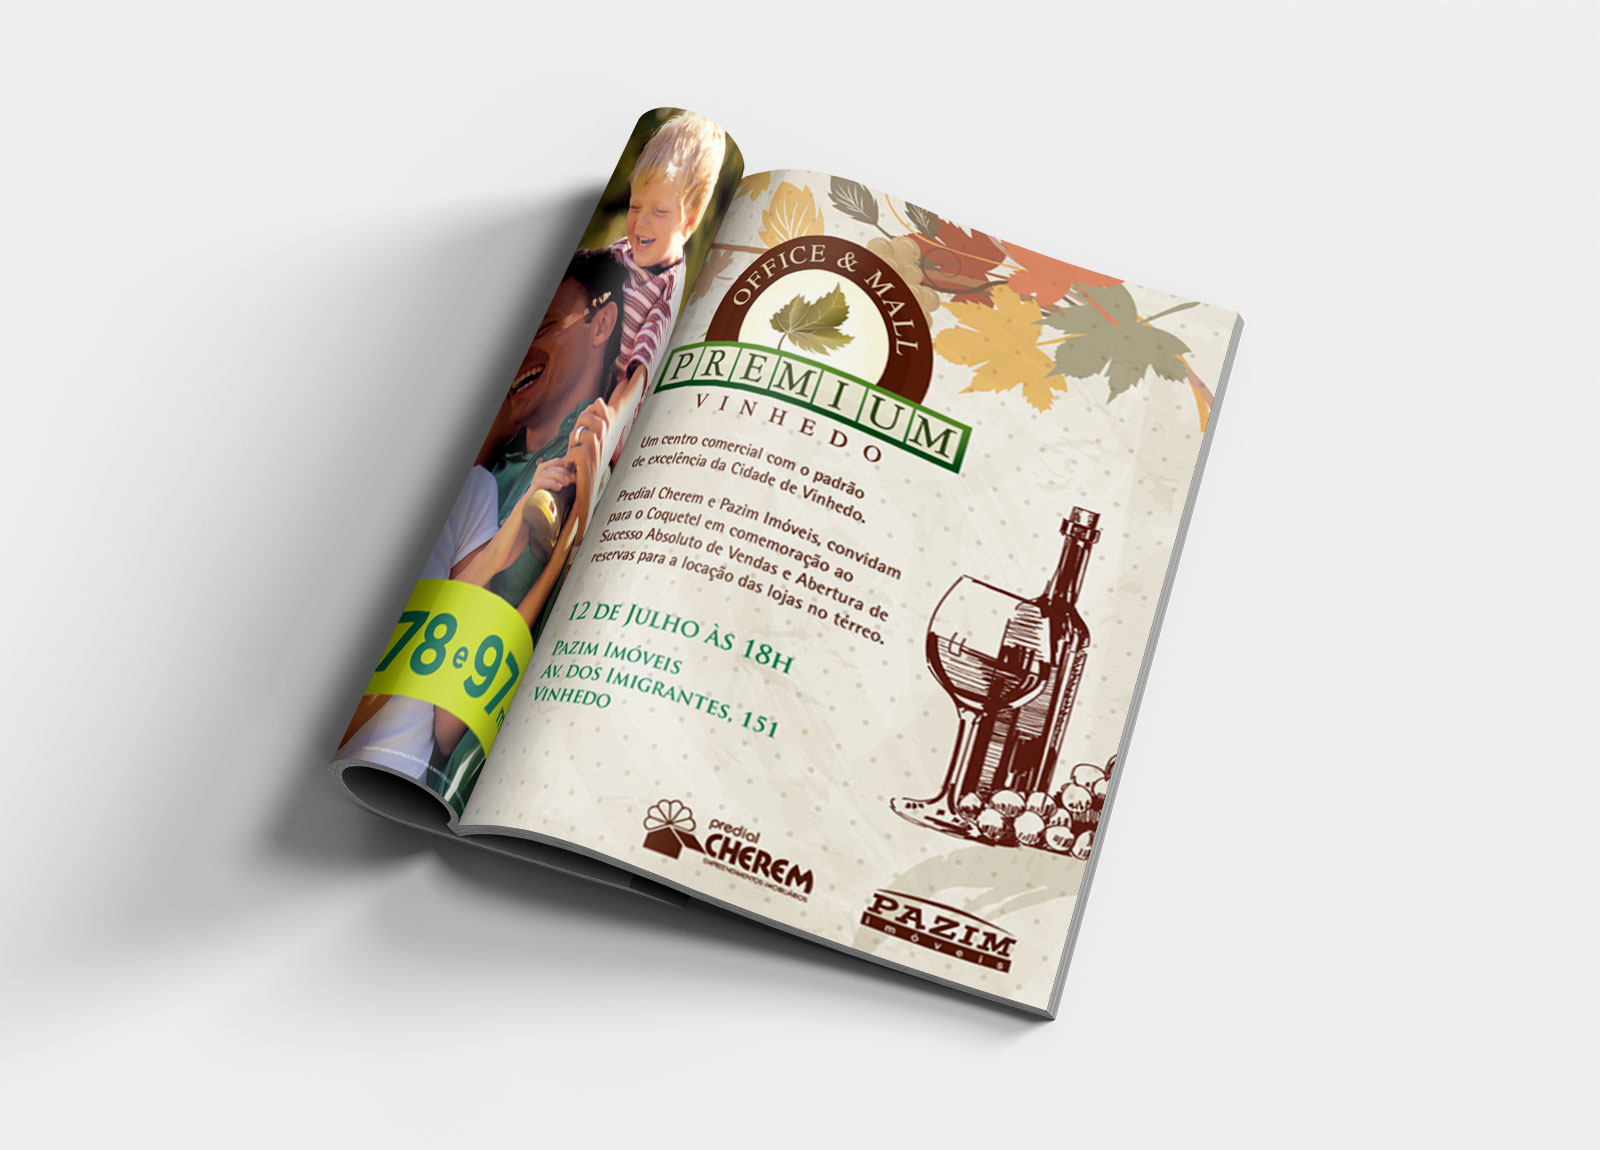 78 e 97
OFFICE & MALL
PREMIUM
VINHEDO
Um centro comercial com o padrão
de excelência da Cidade de Vinhedo.
Predial Cherem e Pazim Imóveis, convidam
para o Coquetel em comemoração ao
Sucesso Absoluto de Vendas e Abertura de
reservas para a locação das lojas no térreo.
12 DE JULHO ÀS 18H
PAZIM IMÓVEIS
AV. DOS IMIGRANTES, 151
VINHEDO
predial
CHEREM
EMPREENDIMENTOS IMOBILIÁRIOS
PAZIM
imóveis